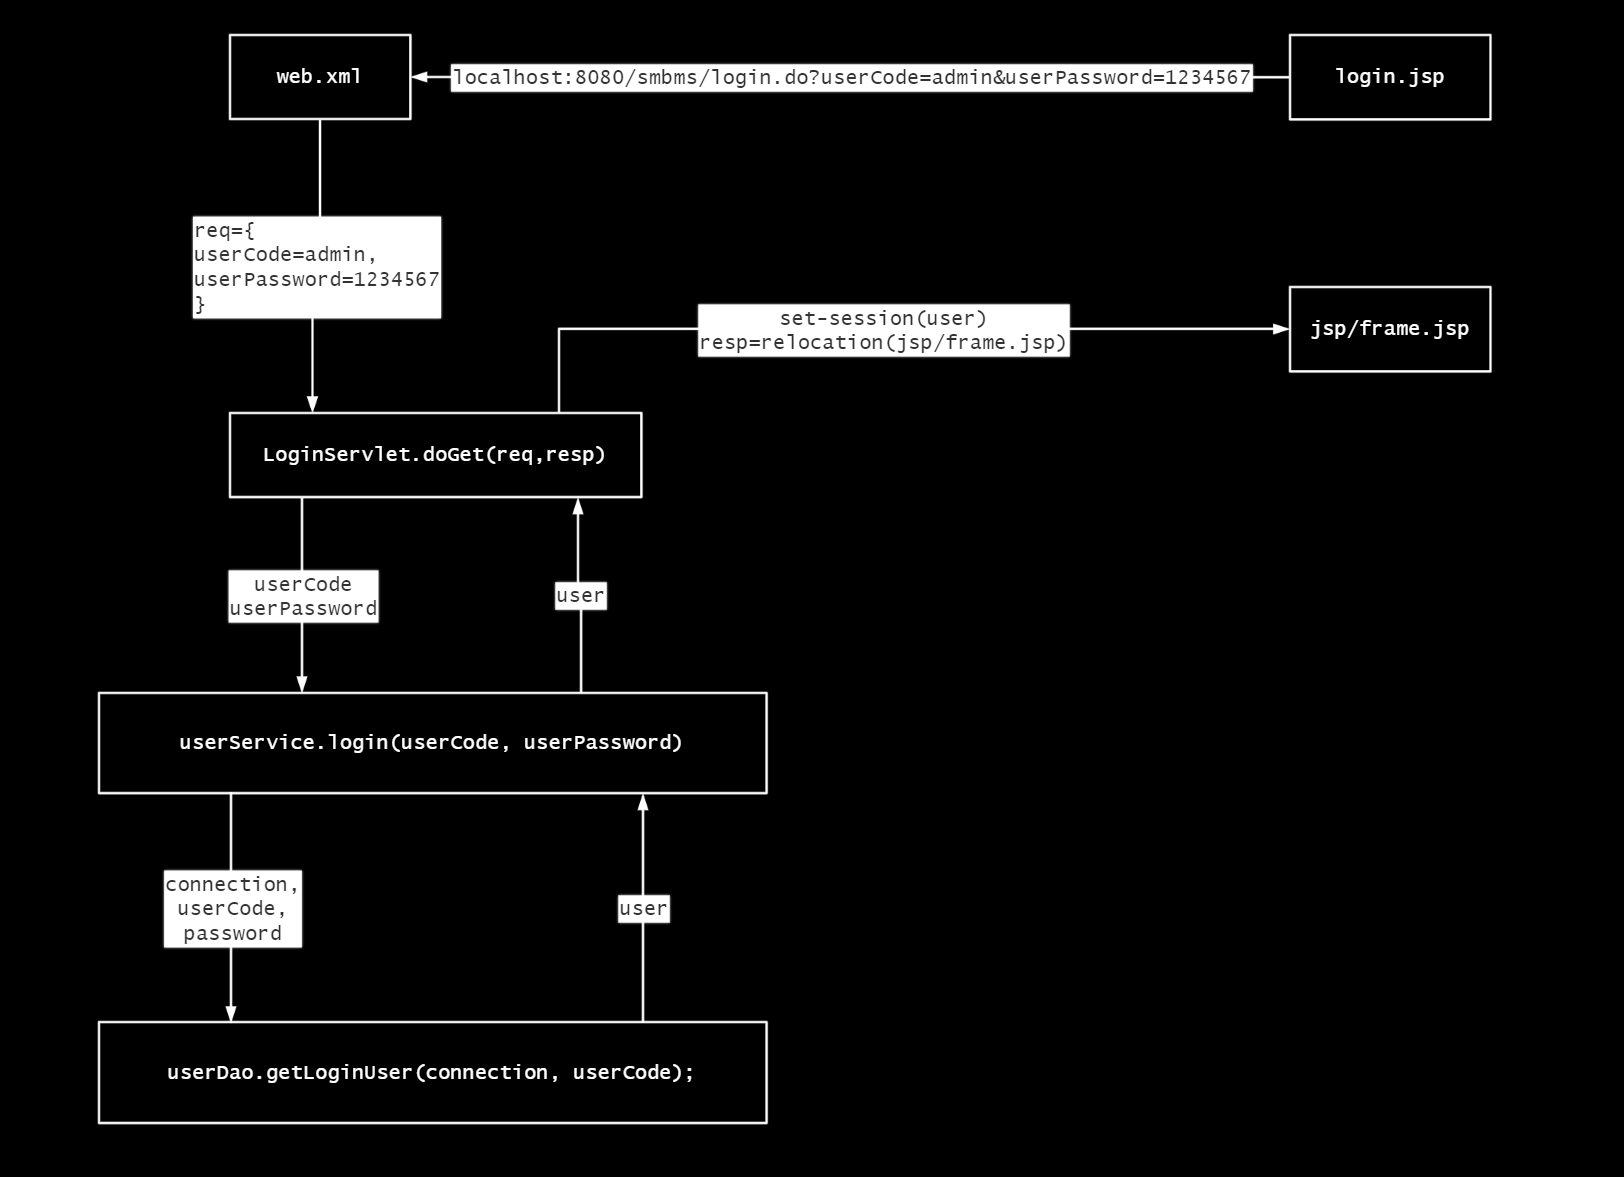 web.xml
localhost:8080/smbms/login.do?userCode=admin&userPassword=1234567
login.jsp
req={
userCode=admin,
userPassword=1234567
}
set-session(user)
resp=relocation(jsp/frame.jsp)
jsp/frame.jsp
LoginServlet.doGet(req,resp)
userCode
userPassword
user
userService.login(userCode, userPassword)
connection,
userCode,
password
user
userDao.getLoginUser(connection, userCode);